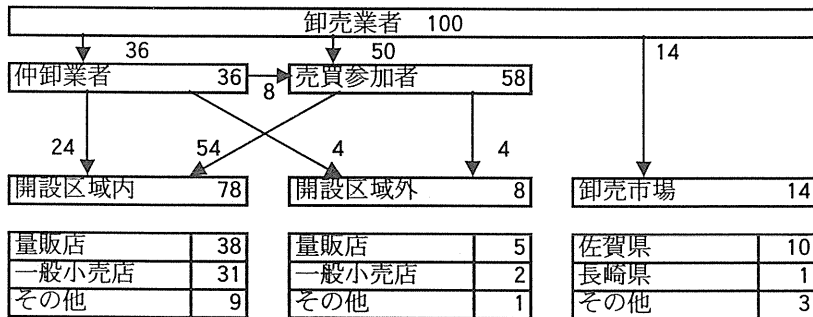 卸売業者 100
36 50 14
仲卸業者 36 8 売買参加者 58
24 54 4 4
開設区域内 78 開設区域外 8 卸売市場 14
量販店 38 量販店 5 佐賀県 10
一般小売店 31 一般小売店 2 長崎県 1
その他 9 その他 1 その他 3